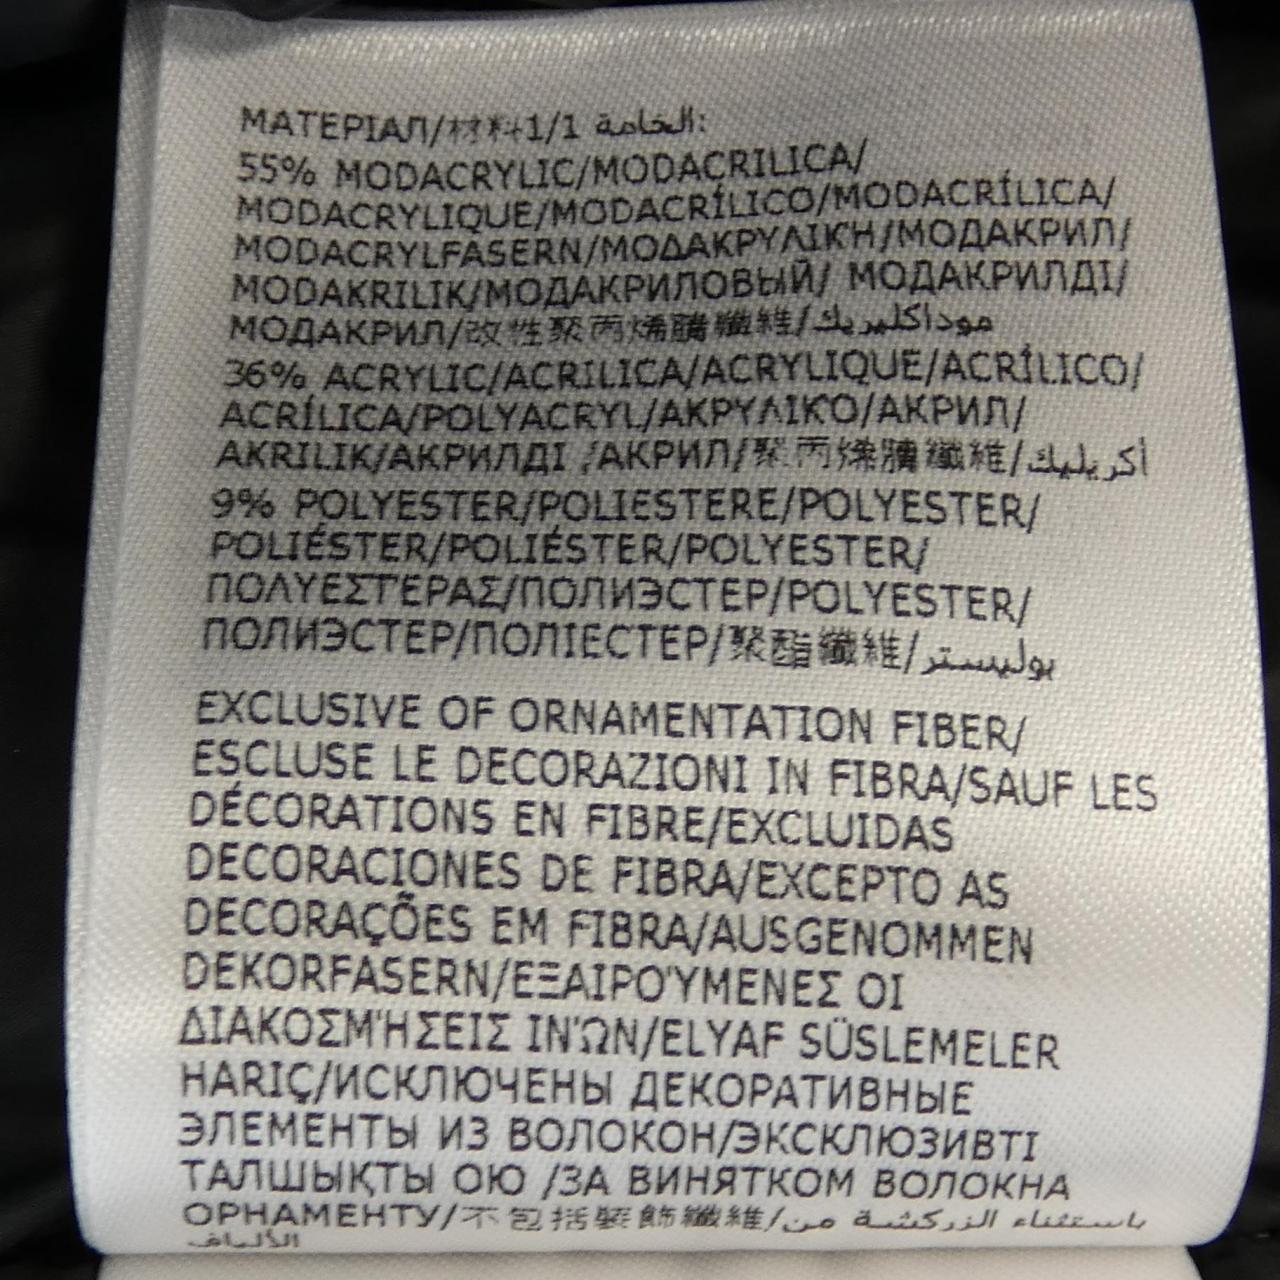 МАТЕРІАЛ/材料1/1 الخامة:
55% MODACRYLIC/MODACRILICA/
MODACRYLIQUE/MODACRÍLICO/MODACRÍLICA/
MODACRYLFASERN/ΜΟΔΑΚΡΥΛΙΚΉ/МОДАКРИЛ/
MODAKRILIK/МОДАКРИЛОВЫЙ/ МОДАКРИЛДІ/
МОДАКРИЛ/改性聚丙烯腈纖維/موداكليريك
36% ACRYLIC/ACRILICA/ACRYLIQUE/ACRÍLICO/
ACRÍLICA/POLYACRYL/ΑΚΡΥΛΙΚΌ/АКРИЛ/
AKRILIK/АКРИЛДІ /АКРИЛ/聚丙烯腈纖維/أكريليك
9% POLYESTER/POLIESTERE/POLYESTER/
POLIÉSTER/POLIÉSTER/POLYESTER/
ΠΟΛΥΕΣΤΕΡΑΣ/ПОЛИЭСТЕР/POLYESTER/
ПОЛИЭСТЕР/ПОЛІЕСТЕР/聚酯纖維/بوليستر
EXCLUSIVE OF ORNAMENTATION FIBER/
ESCLUSE LE DECORAZIONI IN FIBRA/SAUF LES
DÉCORATIONS EN FIBRE/EXCLUIDAS
DECORACIONES DE FIBRA/EXCEPTO AS
DECORAÇÕES EM FIBRA/AUSGENOMMEN
DEKORFASERN/ΕΞΑΙΡΟΎΜΕΝΕΣ ΟΙ
ΔΙΑΚΟΣΜΉΣΕΙΣ ΙΝΏΝ/ELYAF SÜSLEMELER
HARIÇ/ИСКЛЮЧЕНЫ ДЕКОРАТИВНЫЕ
ЭЛЕМЕНТЫ ИЗ ВОЛОКОН/ЭКСКЛЮЗИВТІ
ТАЛШЫҚТЫ ОЮ /ЗА ВИНЯТКОМ ВОЛОКНА
ОРНАМЕНТУ/不包括裝飾纖維/باستثناء الزركشة من
الألياف